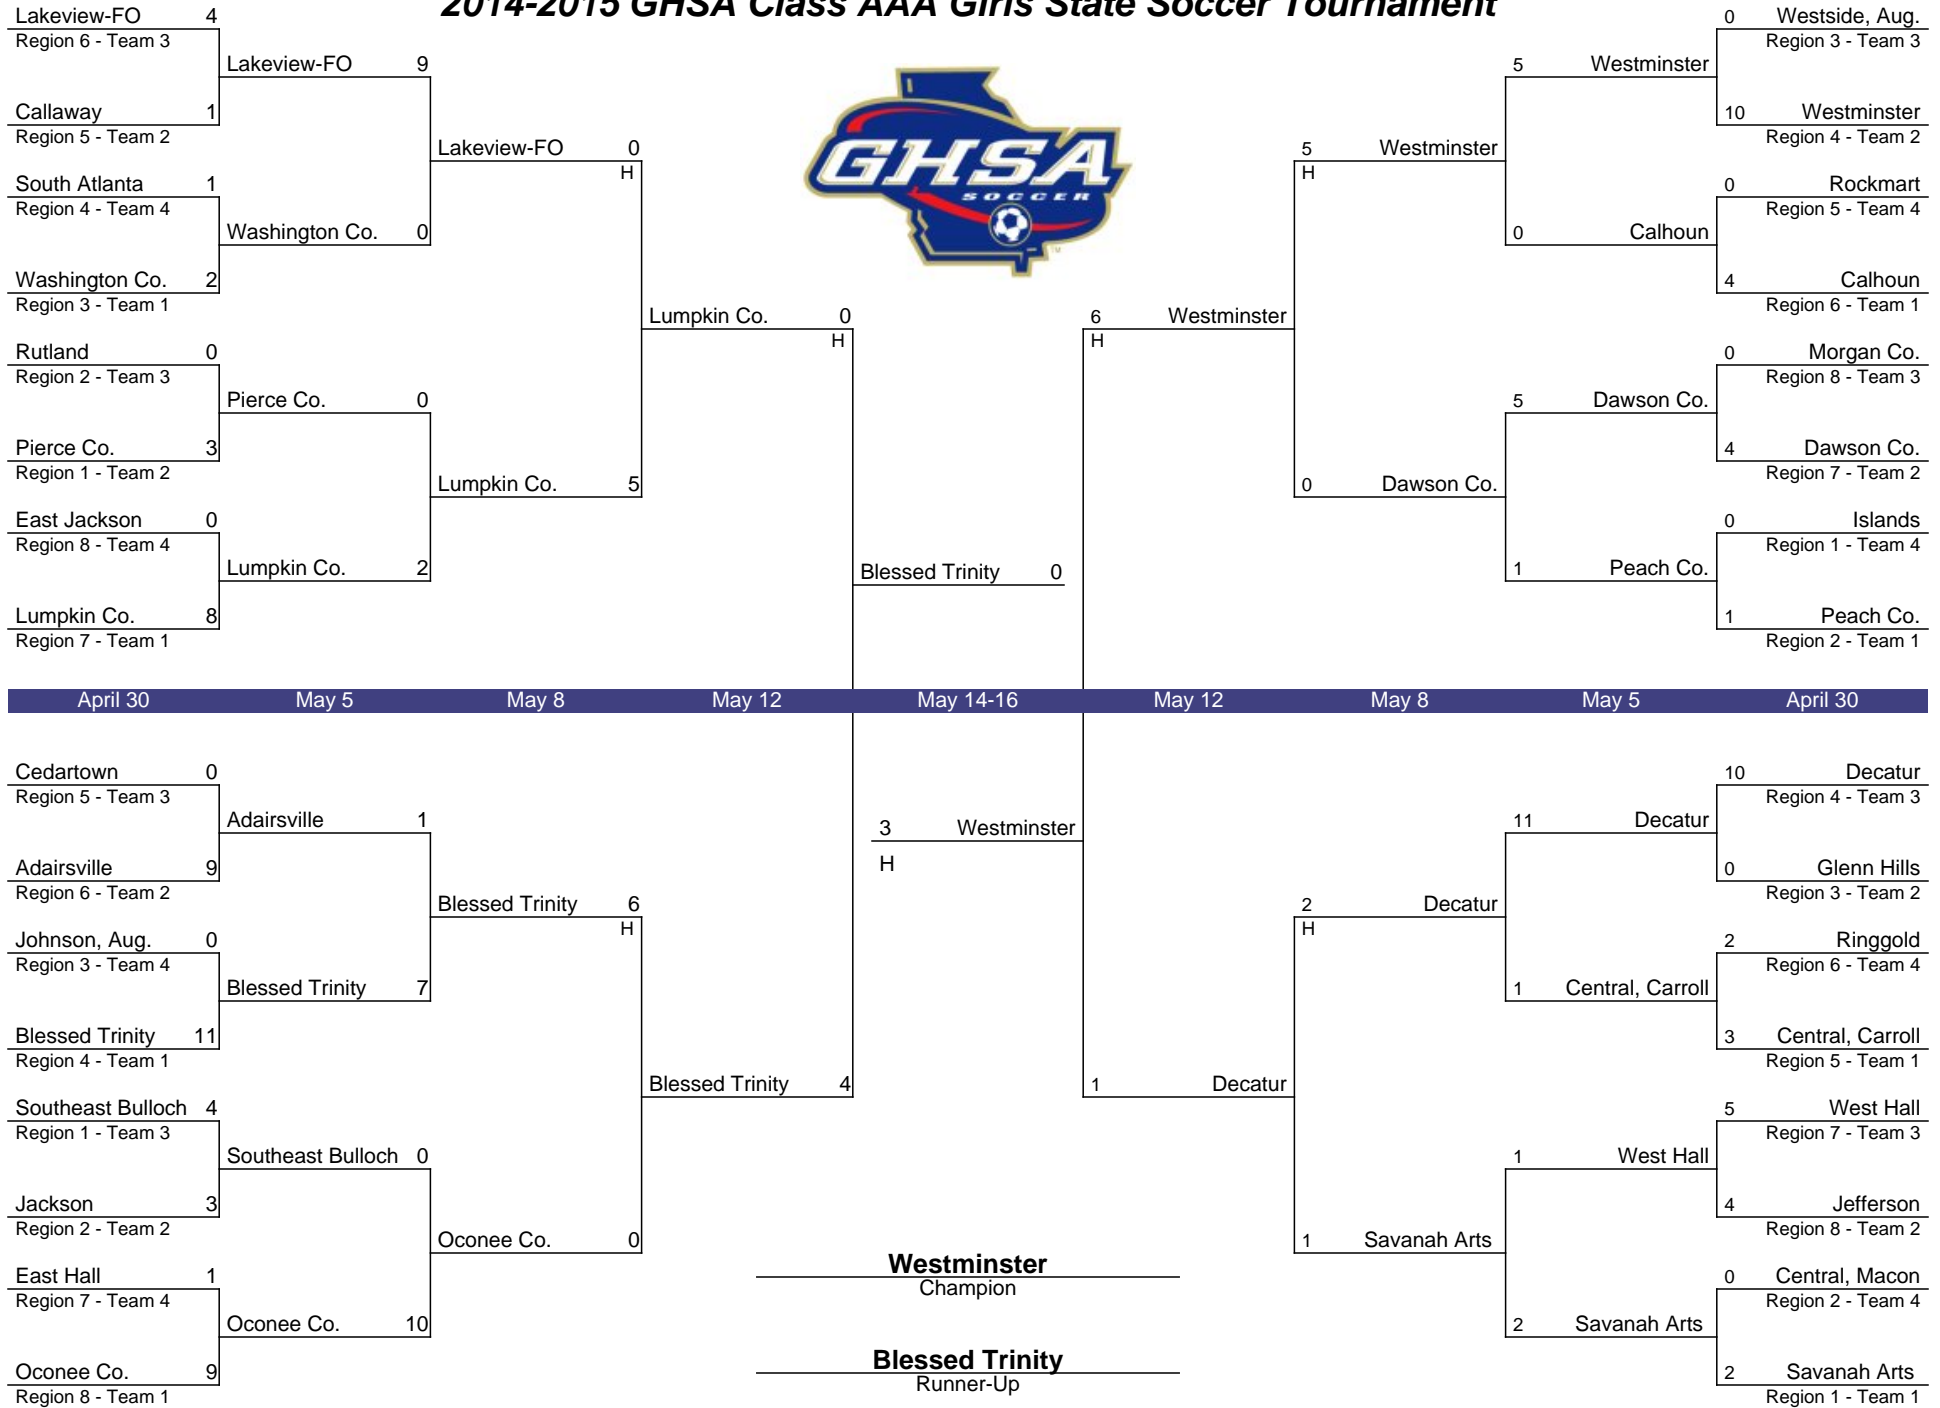 2014-2015 GHSA Class AAA Girls State Soccer Tournament
GHSA
SOCCER
TM
Lakeview-FO 4
Region 6 - Team 3
Callaway 1
Region 5 - Team 2
South Atlanta 1
Region 4 - Team 4
Washington Co. 2
Region 3 - Team 1
Rutland 0
Region 2 - Team 3
Pierce Co. 3
Region 1 - Team 2
East Jackson 0
Region 8 - Team 4
Lumpkin Co. 8
Region 7 - Team 1
Lakeview-FO 9
Washington Co. 0
Pierce Co. 0
Lumpkin Co. 2
Lakeview-FO 0
H
Lumpkin Co. 5
Lumpkin Co. 0
H
Blessed Trinity 0
6 Westminster
H
5 Westminster
H
0 Dawson Co.
5 Westminster
0 Calhoun
5 Dawson Co.
1 Peach Co.
0 Westside, Aug.
Region 3 - Team 3
10 Westminster
Region 4 - Team 2
0 Rockmart
Region 5 - Team 4
4 Calhoun
Region 6 - Team 1
0 Morgan Co.
Region 8 - Team 3
4 Dawson Co.
Region 7 - Team 2
0 Islands
Region 1 - Team 4
1 Peach Co.
Region 2 - Team 1
April 30 May 5 May 8 May 12 May 14-16 May 12 May 8 May 5 April 30
Cedartown 0
Region 5 - Team 3
Adairsville 9
Region 6 - Team 2
Johnson, Aug. 0
Region 3 - Team 4
Blessed Trinity 11
Region 4 - Team 1
Southeast Bulloch 4
Region 1 - Team 3
Jackson 3
Region 2 - Team 2
East Hall 1
Region 7 - Team 4
Oconee Co. 9
Region 8 - Team 1
Adairsville 1
Blessed Trinity 7
Southeast Bulloch 0
Oconee Co. 10
Blessed Trinity 6
H
Oconee Co. 0
Blessed Trinity 4
3 Westminster
H
1 Decatur
2 Decatur
H
1 Savanah Arts
11 Decatur
1 Central, Carroll
1 West Hall
2 Savanah Arts
10 Decatur
Region 4 - Team 3
0 Glenn Hills
Region 3 - Team 2
2 Ringgold
Region 6 - Team 4
3 Central, Carroll
Region 5 - Team 1
5 West Hall
Region 7 - Team 3
4 Jefferson
Region 8 - Team 2
0 Central, Macon
Region 2 - Team 4
2 Savanah Arts
Region 1 - Team 1
Westminster
Champion
Blessed Trinity
Runner-Up